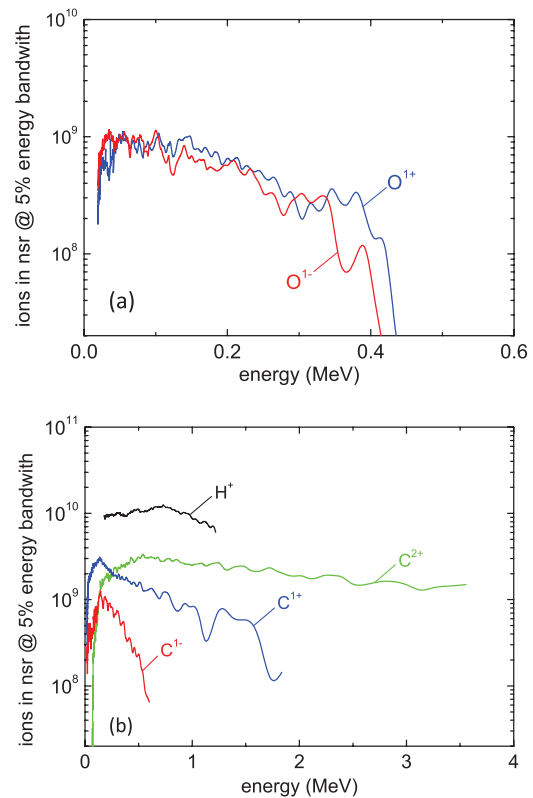 10^10
10^9
10^8
ions in nsr @ 5% energy bandwith
O^1+
O^1-
(a)
0.0 0.2 0.4 0.6
energy (MeV)
10^11
10^10
10^9
10^8
ions in nsr @ 5% energy bandwith
H^+
C^2+
C^1+
C^1-
(b)
0 1 2 3 4
energy (MeV)